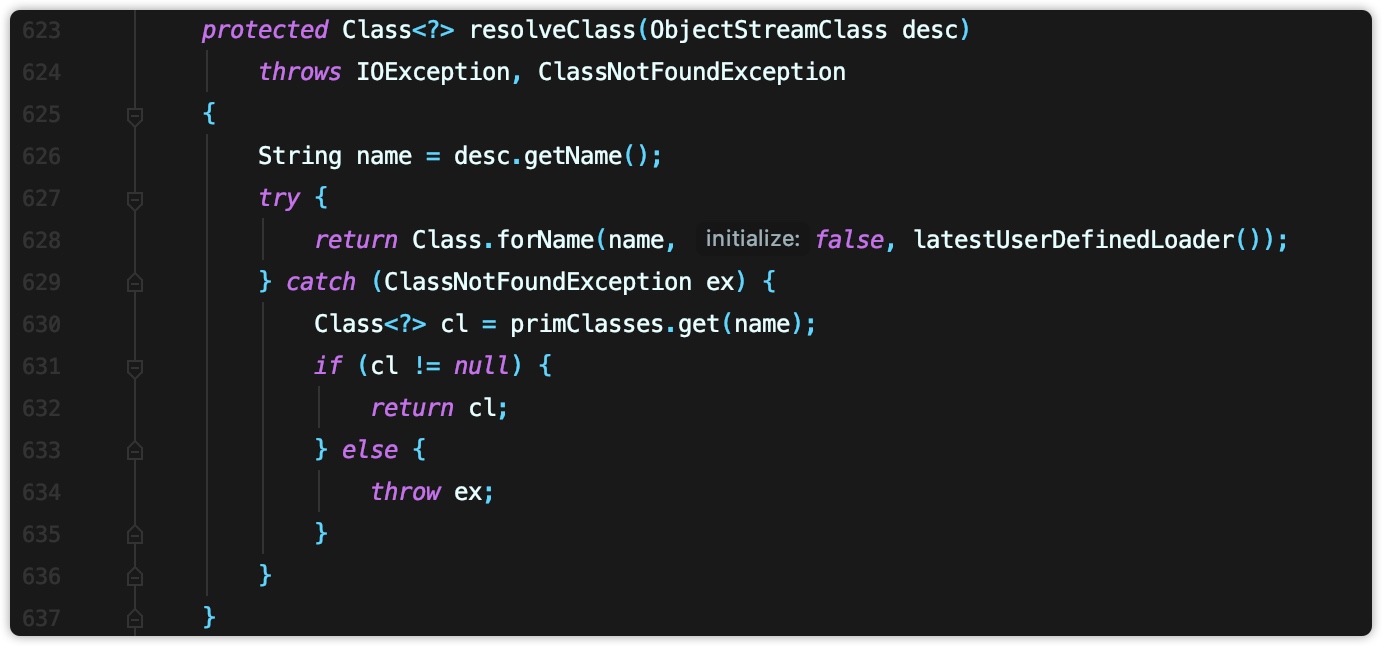 623 protected Class<?> resolveClass(ObjectStreamClass desc)
624 throws IOException, ClassNotFoundException
625 {
626 String name = desc.getName();
627 try {
628 return Class.forName(name, initialize: false, latestUserDefinedLoader());
629 } catch (ClassNotFoundException ex) {
630 Class<?> cl = primClasses.get(name);
631 if (cl != null) {
632 return cl;
633 } else {
634 throw ex;
635 }
636 }
637 }